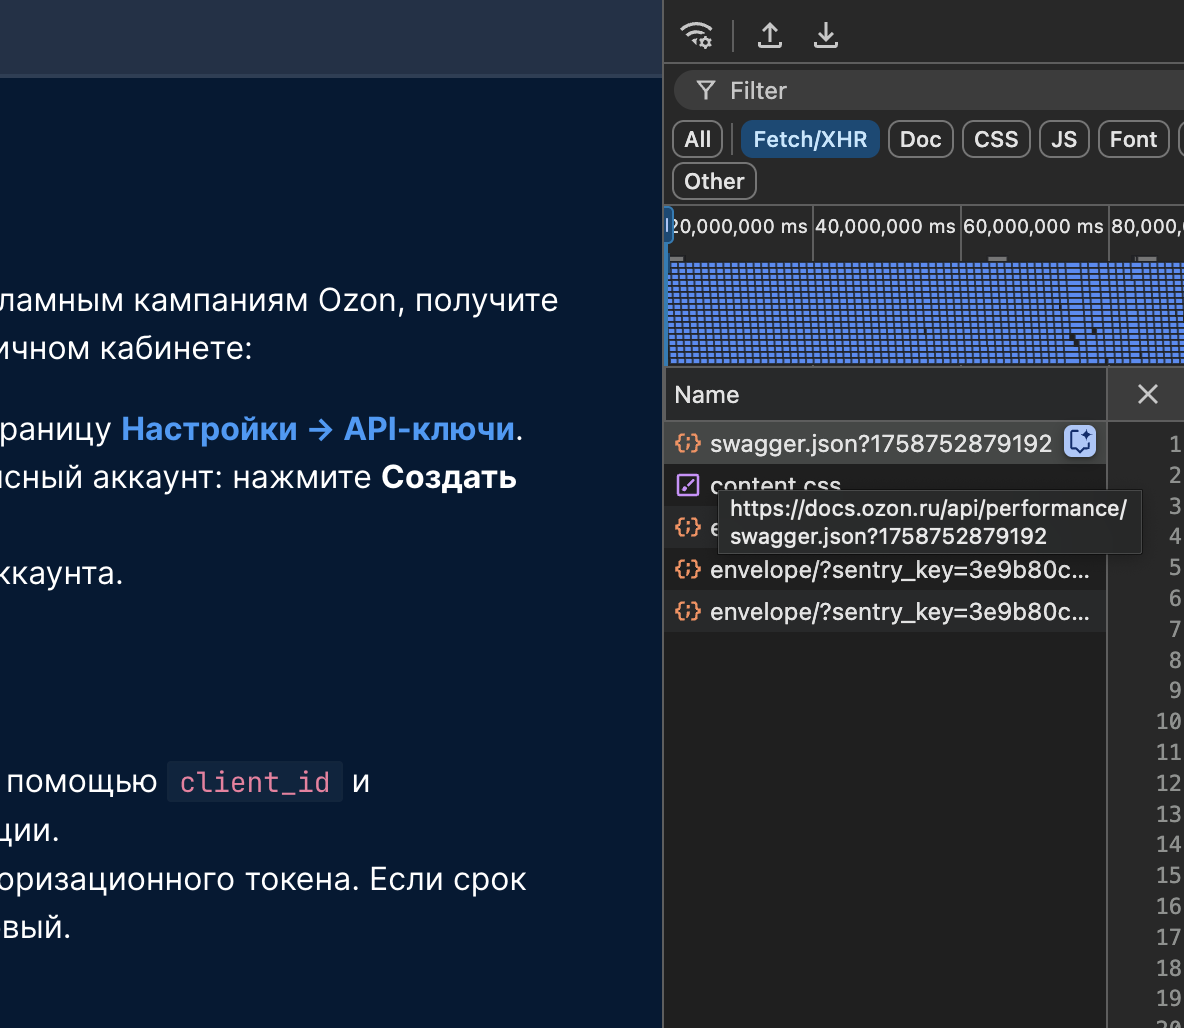 ламным кампаниям Ozon, получите
ичном кабинете:
раницу Настройки → API-ключи.
сный аккаунт: нажмите Создать
ккаунта.
помощью client_id и
ции.
оризационного токена. Если срок
вый.
Filter
All
Fetch/XHR
Doc
CSS
JS
Font
Other
20,000,000 ms
40,000,000 ms
60,000,000 ms
80,000,
Name
swagger.json?1758752879192
content.css
https://docs.ozon.ru/api/performance/
swagger.json?1758752879192
e
envelope/?sentry_key=3e9b80c...
envelope/?sentry_key=3e9b80c...
1
2
3
4
5
6
7
8
9
10
11
12
13
14
15
16
17
18
19
20